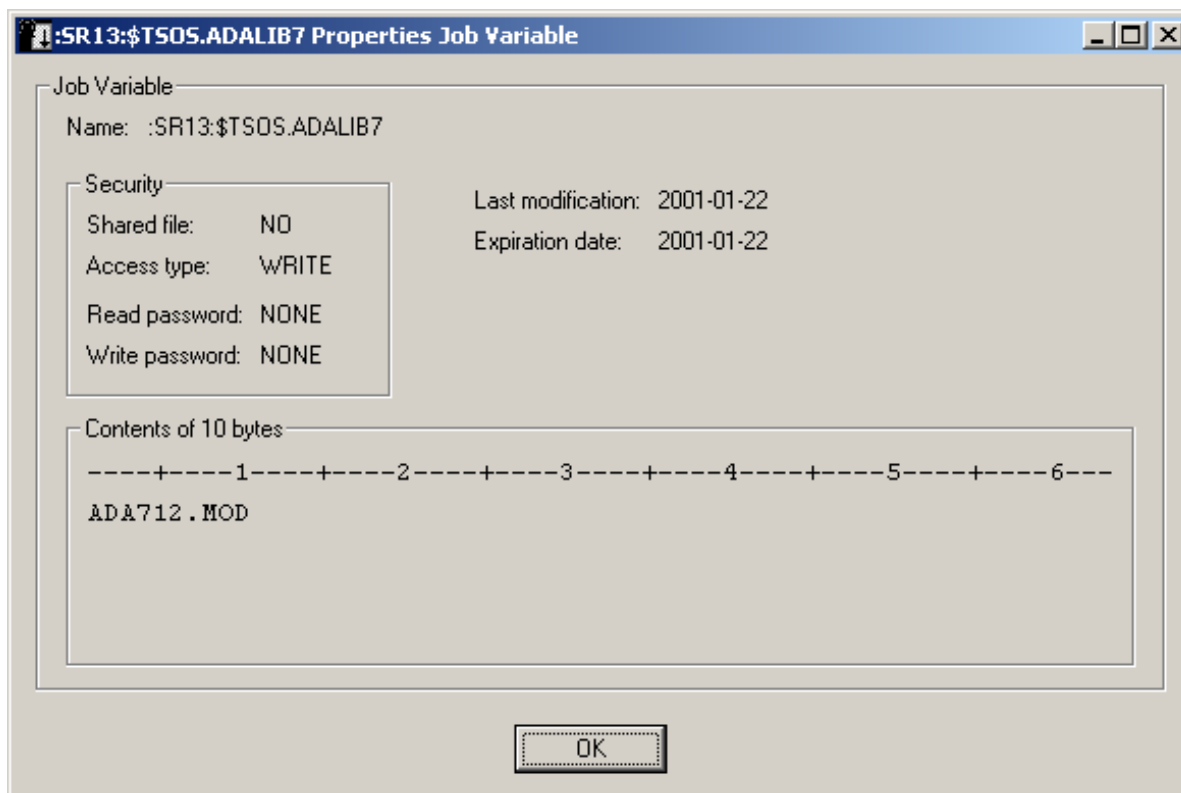 :SR13:$TSOS.ADALIB7 Properties Job Variable
Job Variable
Name: :SR13:$TSOS.ADALIB7
Security
Shared file: NO
Access type: WRITE
Read password: NONE
Write password: NONE
Last modification: 2001-01-22
Expiration date: 2001-01-22
Contents of 10 bytes
----+----1----+----2----+----3----+----4----+----5----+----6---
ADA712.MOD
OK